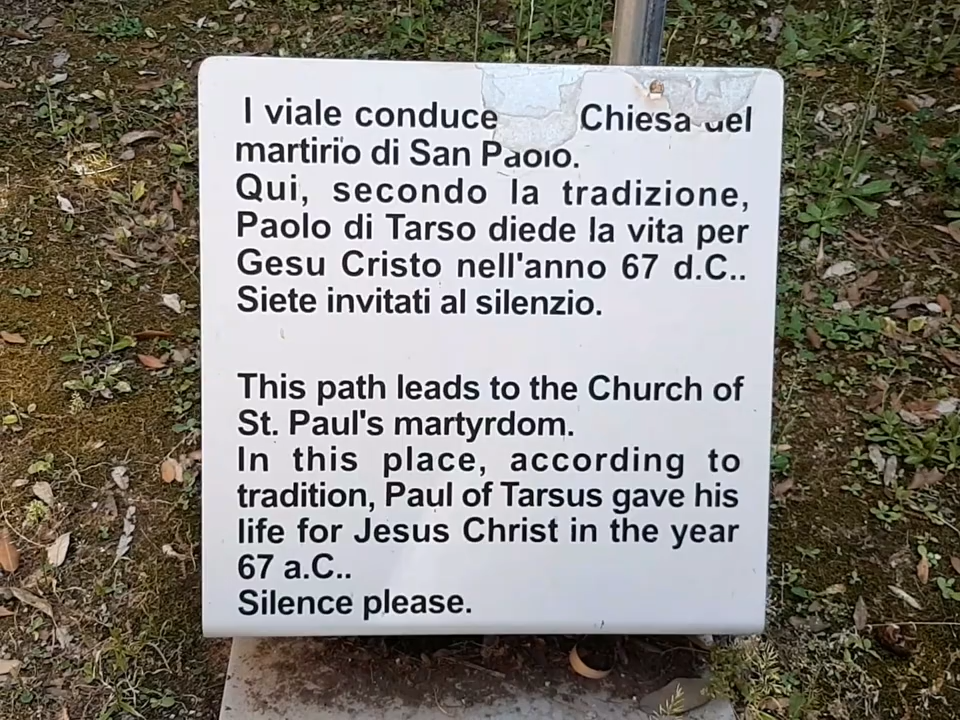 I viale conduce Chiesa del
martirio di San Paolo.
Qui, secondo la tradizione,
Paolo di Tarso diede la vita per
Gesu Cristo nell'anno 67 d.C..
Siete invitati al silenzio.
This path leads to the Church of
St. Paul's martyrdom.
In this place, according to
tradition, Paul of Tarsus gave his
life for Jesus Christ in the year
67 a.C..
Silence please.